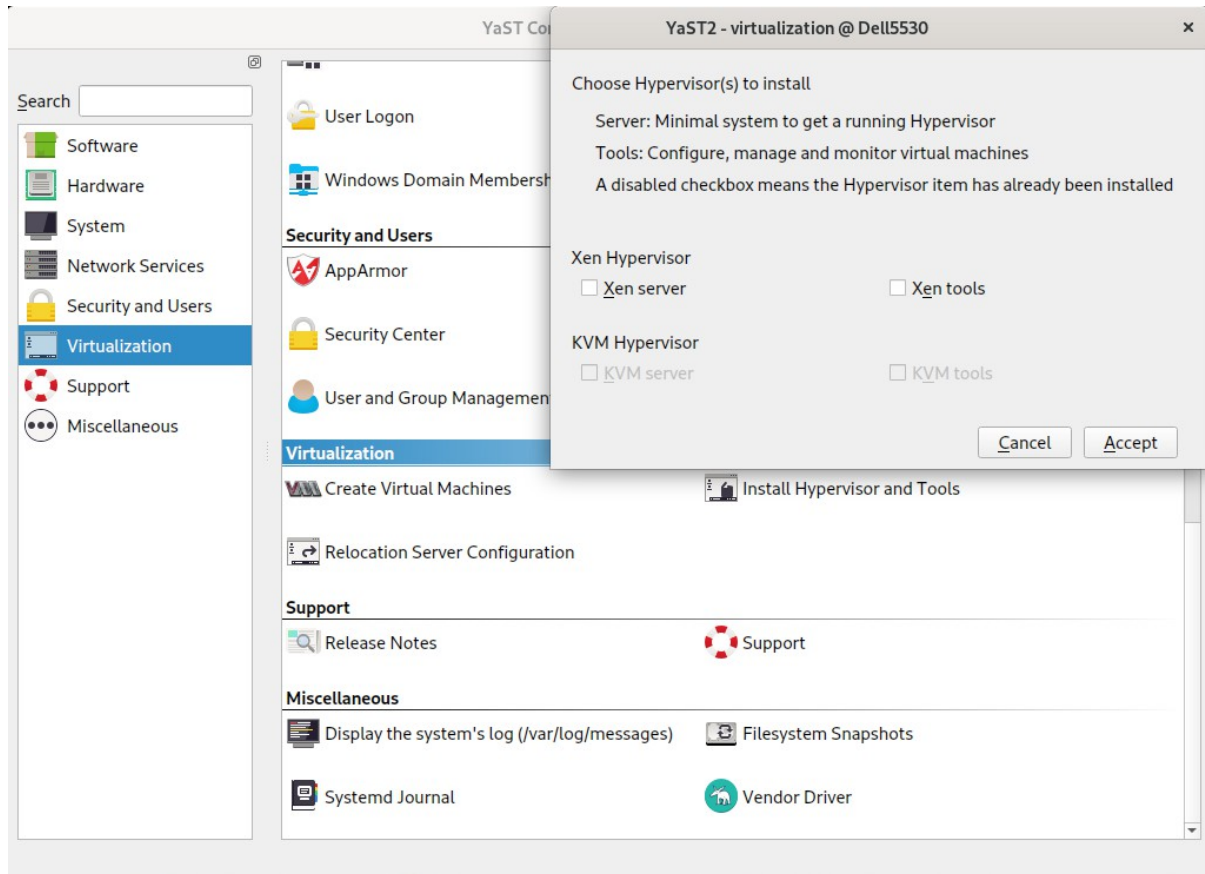 YaST Co
YaST2 - virtualization @ Dell5530
Search
Software
Hardware
System
Network Services
Security and Users
Virtualization
Support
Miscellaneous
User Logon
Windows Domain Membersh
Security and Users
AppArmor
Security Center
User and Group Managemen
Virtualization
Create Virtual Machines
Install Hypervisor and Tools
Relocation Server Configuration
Support
Release Notes
Support
Miscellaneous
Display the system's log (/var/log/messages)
Filesystem Snapshots
Systemd Journal
Vendor Driver
Choose Hypervisor(s) to install
Server: Minimal system to get a running Hypervisor
Tools: Configure, manage and monitor virtual machines
A disabled checkbox means the Hypervisor item has already been installed
Xen Hypervisor
Xen server
Xen tools
KVM Hypervisor
KVM server
KVM tools
Cancel
Accept